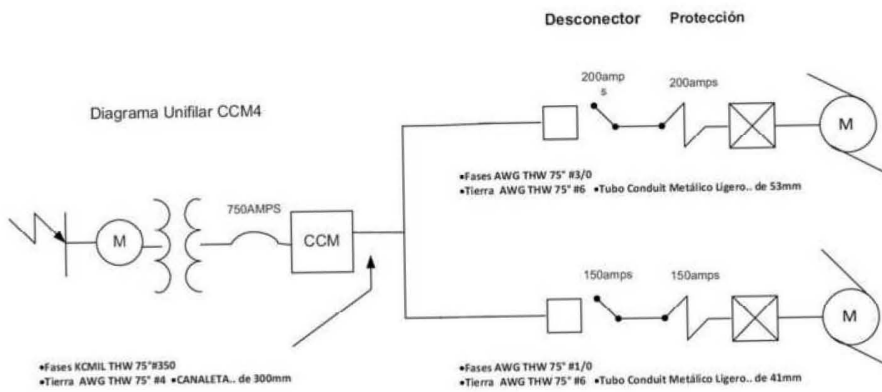 Desconector Protección
200amp
s
200amps
Diagrama Unifilar CCM4
M
•Fases AWG THW 75° #3/0
•Tierra AWG THW 75° #6 •Tubo Conduit Metálico Ligero.. de 53mm
750AMPS
M
CCM
150amps 150amps
M
•Fases KCMIL THW 75°#350
•Tierra AWG THW 75° #4 •CANALETA.. de 300mm
•Fases AWG THW 75° #1/0
•Tierra AWG THW 75° #6 •Tubo Conduit Metálico Ligero.. de 41mm